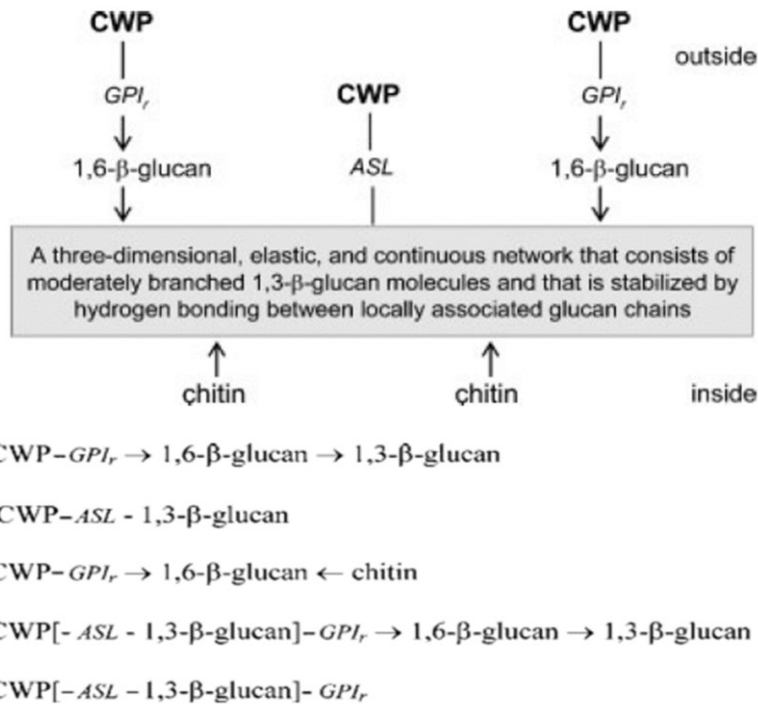 CWP CWP
outside
GPIr CWP GPIr
1,6-β-glucan ASL 1,6-β-glucan
A three-dimensional, elastic, and continuous network that consists of
moderately branched 1,3-β-glucan molecules and that is stabilized by
hydrogen bonding between locally associated glucan chains
chitin chitin inside
CWP–GPIr → 1,6-β-glucan → 1,3-β-glucan
CWP–ASL - 1,3-β-glucan
CWP–GPIr → 1,6-β-glucan ← chitin
CWP[- ASL - 1,3-β-glucan]–GPIr → 1,6-β-glucan → 1,3-β-glucan
CWP[–ASL –1,3-β-glucan]- GPIr